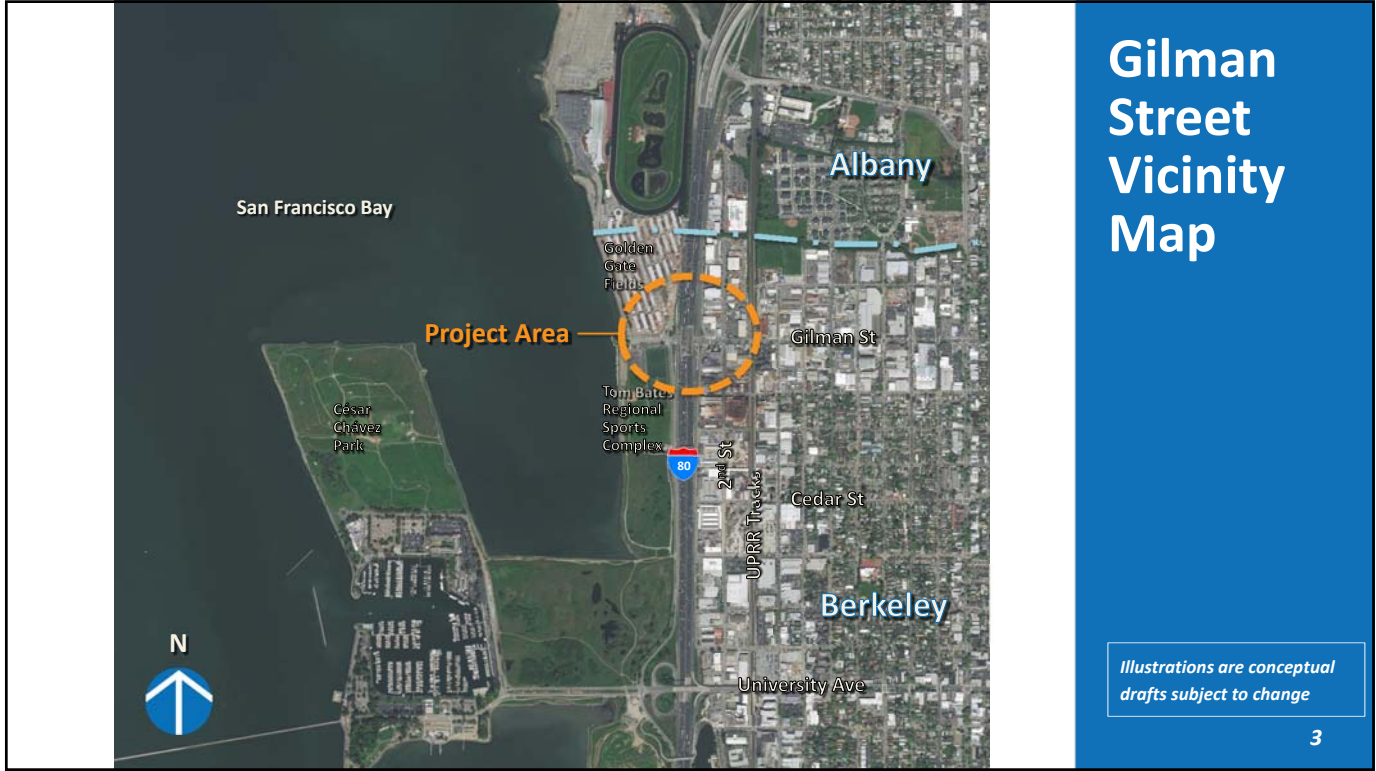 Gilman
Street
Vicinity
Map
Albany
San Francisco Bay
Golden
Gate
Fields
Project Area
Gilman St
Tom Bates
Regional
Sports
Complex
César
Chávez
Park
80
2nd St
UPRR Tracks
Cedar St
Berkeley
N
University Ave
Illustrations are conceptual
drafts subject to change
3